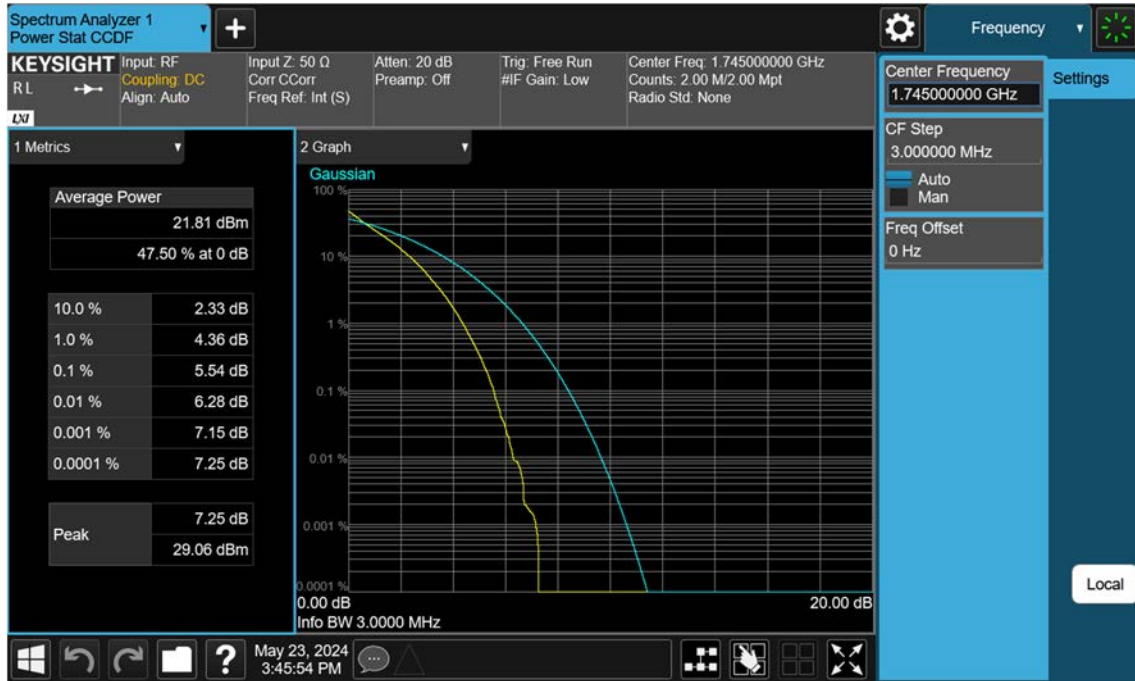 Spectrum Analyzer 1
Power Stat CCDF
Frequency
KEYSIGHT
R L
LXI
Input: RF
Coupling: DC
Align: Auto
Input Z: 50 Ω
Corr CCorr
Freq Ref: Int (S)
Atten: 20 dB
Preamp: Off
Trig: Free Run
#IF Gain: Low
Center Freq: 1.745000000 GHz
Counts: 2.00 M/2.00 Mpt
Radio Std: None
Center Frequency
1.745000000 GHz
Settings
CF Step
3.000000 MHz
Auto
Man
Freq Offset
0 Hz
Local
1 Metrics
Average Power
21.81 dBm
47.50 % at 0 dB
10.0 % 2.33 dB
1.0 % 4.36 dB
0.1 % 5.54 dB
0.01 % 6.28 dB
0.001 % 7.15 dB
0.0001 % 7.25 dB
Peak 7.25 dB
29.06 dBm
2 Graph
Gaussian
100 %
10 %
1 %
0.1 %
0.01 %
0.001 %
0.0001 %
0.00 dB 20.00 dB
Info BW 3.0000 MHz
?
May 23, 2024
3:45:54 PM